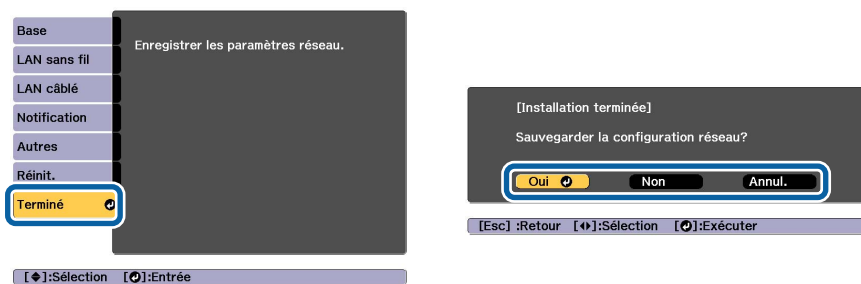 Base
Enregistrer les paramètres réseau.
LAN sans fil
LAN câblé
Notification
Autres
Réinit.
Terminé
[◆]:Sélection [↵]:Entrée
[Installation terminée]
Sauvegarder la configuration réseau?
Oui ↵ Non Annul.
[Esc] :Retour [◀▶]:Sélection [↵]:Exécuter